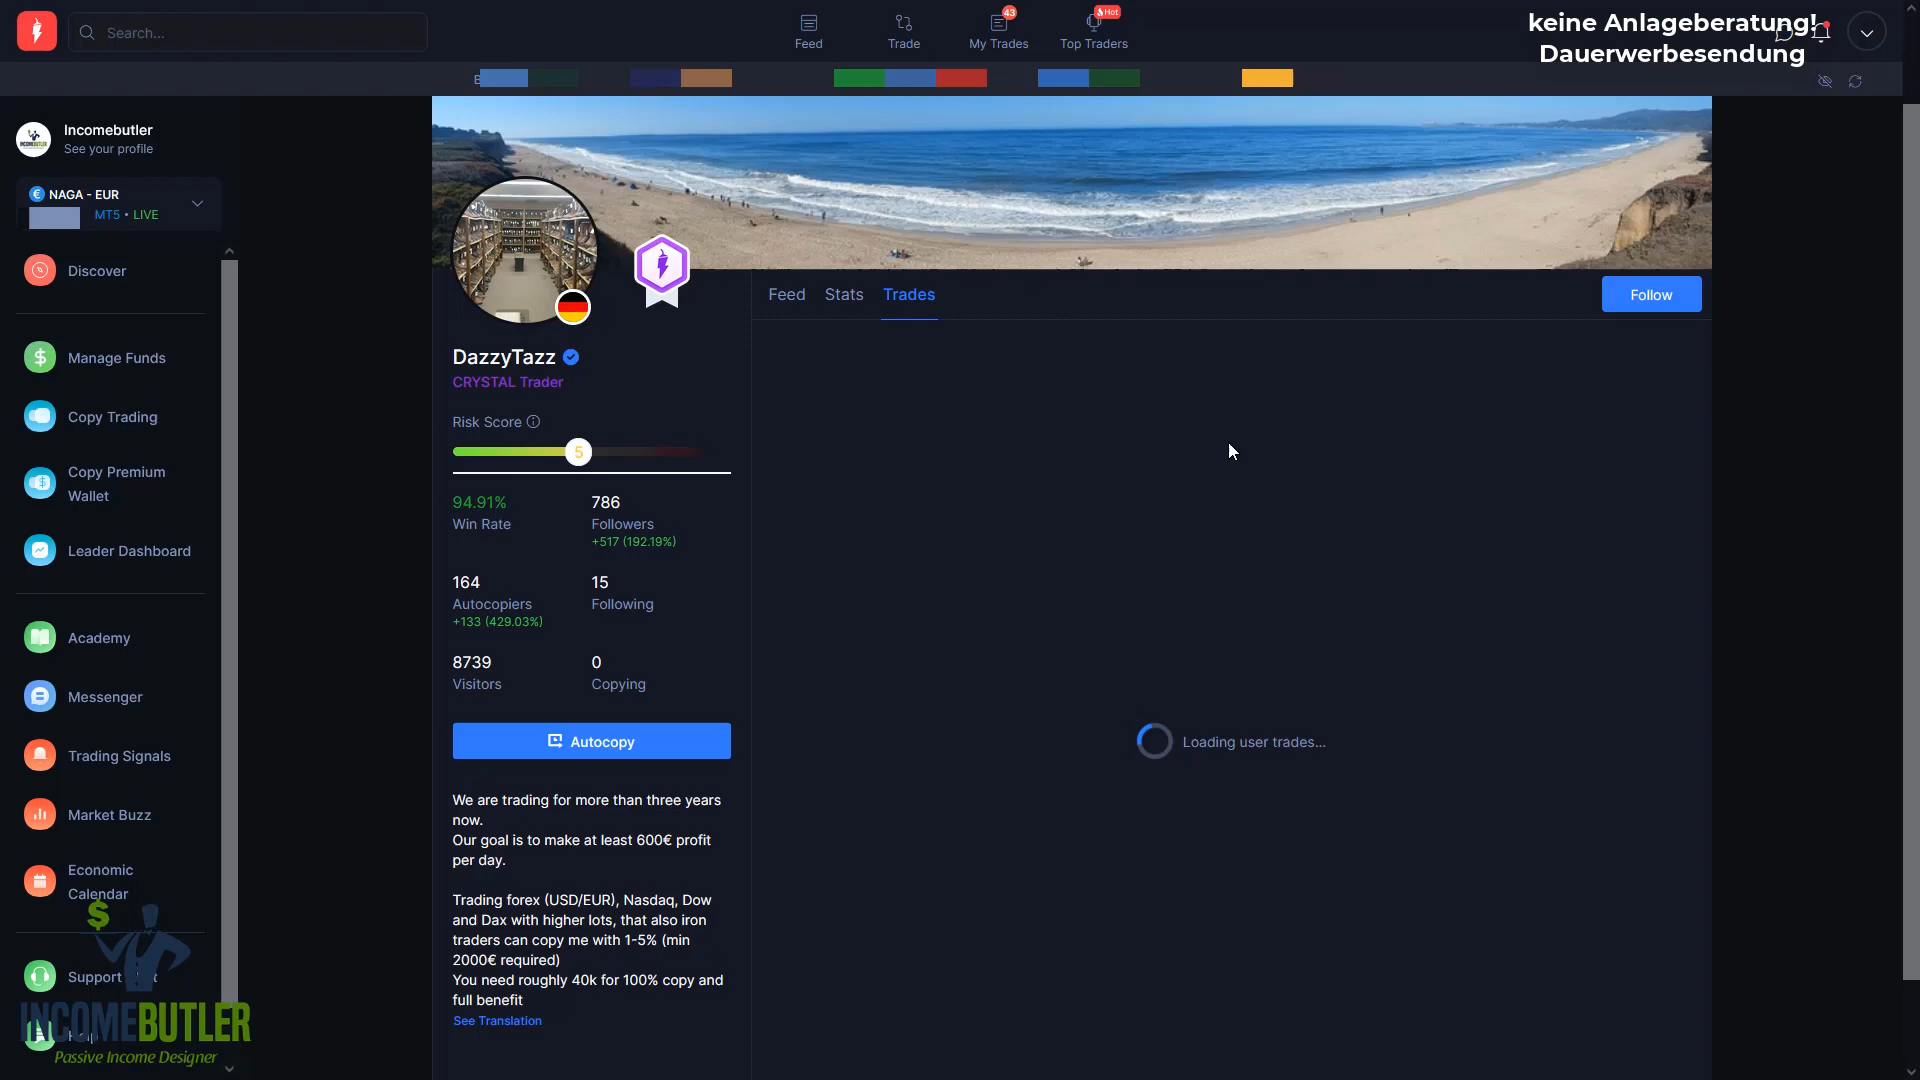 Search...
Feed
Trade
43
My Trades
Hot
Top Traders
keine Anlageberatung!
Dauerwerbesendung
Incomebutler
See your profile
€ NAGA - EUR
MT5 • LIVE
Discover
Manage Funds
Copy Trading
Copy Premium
Wallet
Leader Dashboard
Academy
Messenger
Trading Signals
Market Buzz
Economic
Calendar
Support
INCOMEBUTLER
Passive Income Designer
DazzyTazz
CRYSTAL Trader
Risk Score
5
94.91%
Win Rate
786
Followers
+517 (192.19%)
164
Autocopiers
+133 (429.03%)
15
Following
8739
Visitors
0
Copying
Autocopy
We are trading for more than three years
now.
Our goal is to make at least 600€ profit
per day.
Trading forex (USD/EUR), Nasdaq, Dow
and Dax with higher lots, that also iron
traders can copy me with 1-5% (min
2000€ required)
You need roughly 40k for 100% copy and
full benefit
See Translation
Feed
Stats
Trades
Follow
Loading user trades...